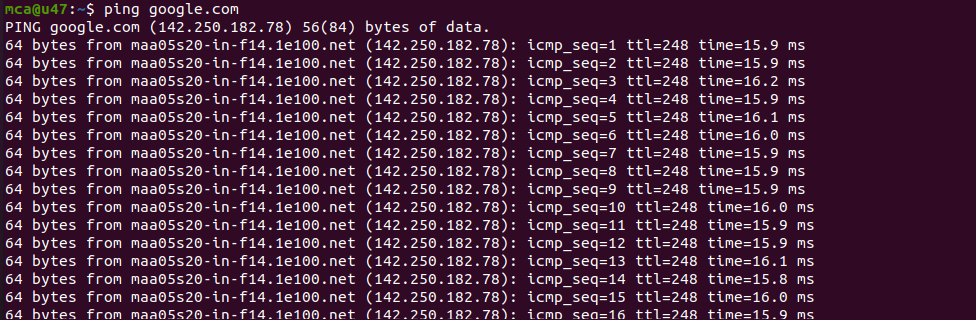 mca@u47:~$ ping google.com
PING google.com (142.250.182.78) 56(84) bytes of data.
64 bytes from maa05s20-in-f14.1e100.net (142.250.182.78): icmp_seq=1 ttl=248 time=15.9 ms
64 bytes from maa05s20-in-f14.1e100.net (142.250.182.78): icmp_seq=2 ttl=248 time=15.9 ms
64 bytes from maa05s20-in-f14.1e100.net (142.250.182.78): icmp_seq=3 ttl=248 time=16.2 ms
64 bytes from maa05s20-in-f14.1e100.net (142.250.182.78): icmp_seq=4 ttl=248 time=15.9 ms
64 bytes from maa05s20-in-f14.1e100.net (142.250.182.78): icmp_seq=5 ttl=248 time=16.1 ms
64 bytes from maa05s20-in-f14.1e100.net (142.250.182.78): icmp_seq=6 ttl=248 time=16.0 ms
64 bytes from maa05s20-in-f14.1e100.net (142.250.182.78): icmp_seq=7 ttl=248 time=15.9 ms
64 bytes from maa05s20-in-f14.1e100.net (142.250.182.78): icmp_seq=8 ttl=248 time=15.9 ms
64 bytes from maa05s20-in-f14.1e100.net (142.250.182.78): icmp_seq=9 ttl=248 time=15.9 ms
64 bytes from maa05s20-in-f14.1e100.net (142.250.182.78): icmp_seq=10 ttl=248 time=16.0 ms
64 bytes from maa05s20-in-f14.1e100.net (142.250.182.78): icmp_seq=11 ttl=248 time=15.9 ms
64 bytes from maa05s20-in-f14.1e100.net (142.250.182.78): icmp_seq=12 ttl=248 time=15.9 ms
64 bytes from maa05s20-in-f14.1e100.net (142.250.182.78): icmp_seq=13 ttl=248 time=16.1 ms
64 bytes from maa05s20-in-f14.1e100.net (142.250.182.78): icmp_seq=14 ttl=248 time=15.8 ms
64 bytes from maa05s20-in-f14.1e100.net (142.250.182.78): icmp_seq=15 ttl=248 time=16.0 ms
64 bytes from maa05s20-in-f14.1e100.net (142.250.182.78): icmp_seq=16 ttl=248 time=15.9 ms